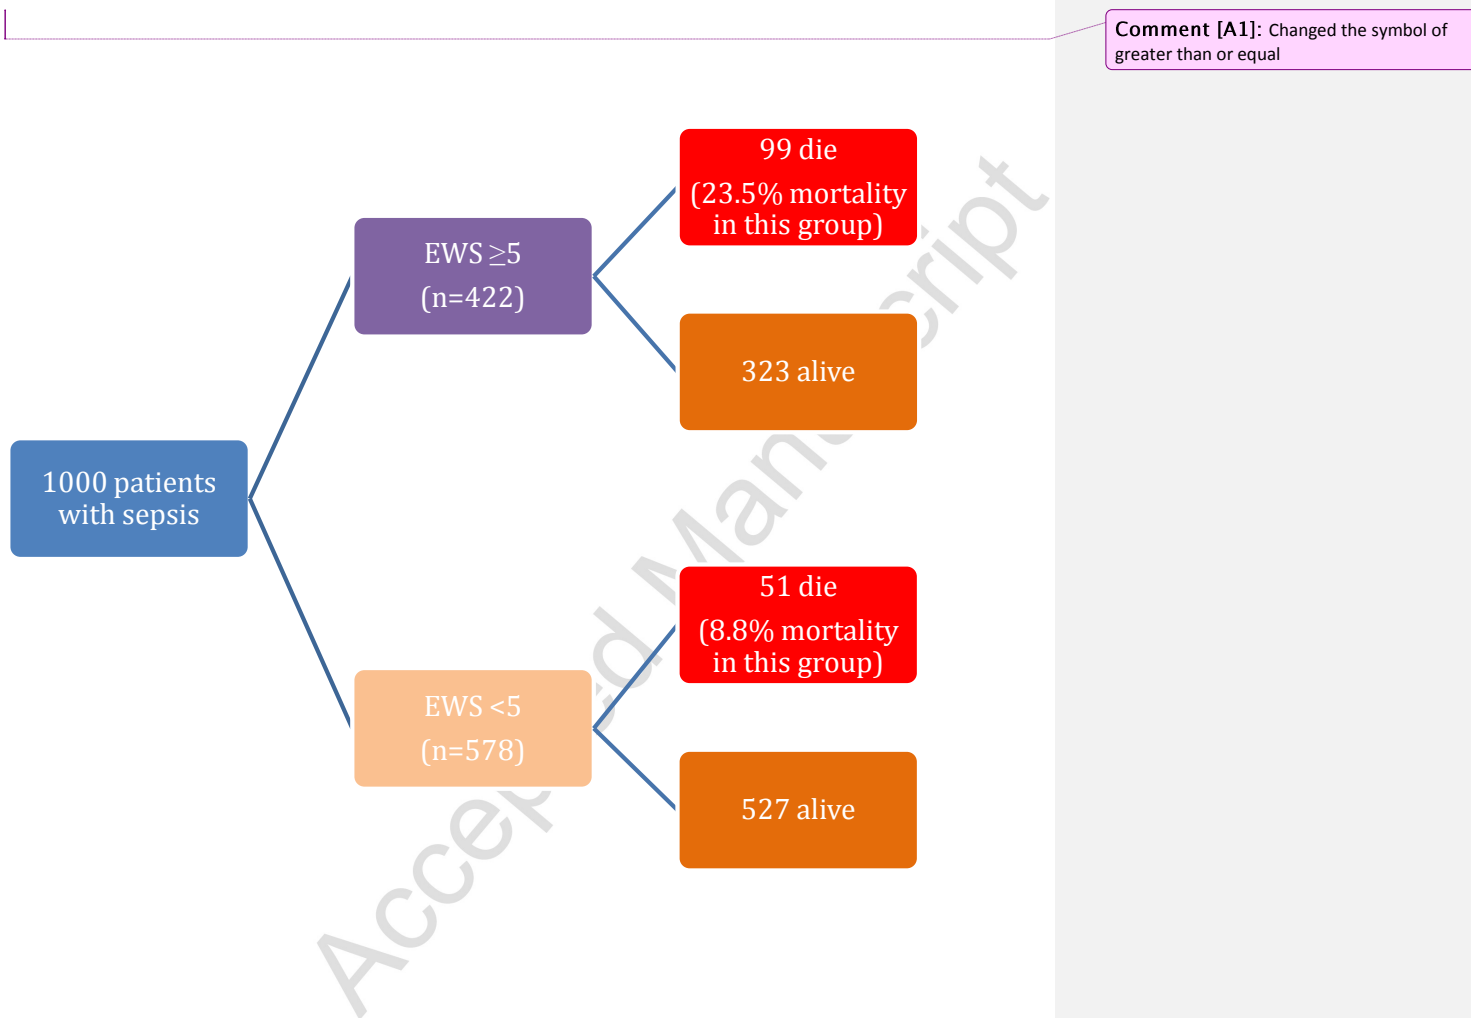 Comment [A1]: Changed the symbol of
greater than or equal
99 die
(23.5% mortality
in this group)
EWS ≥5
(n=422)
323 alive
1000 patients
with sepsis
51 die
(8.8% mortality
in this group)
EWS <5
(n=578)
527 alive
Accepted Manuscript